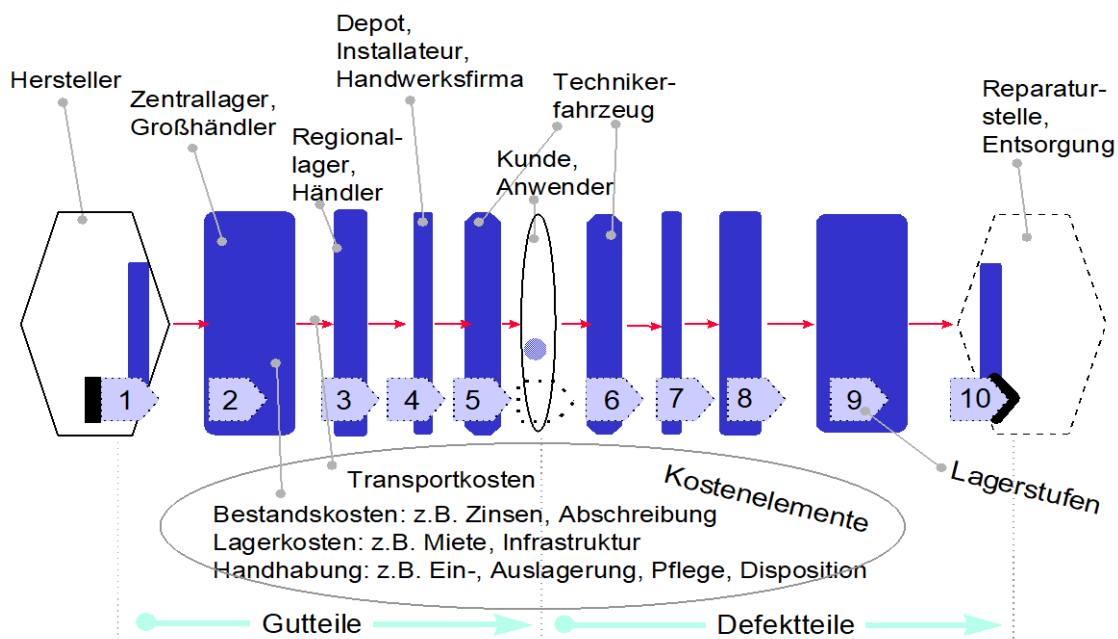 Hersteller
Zentrallager,
Großhändler
Regional-
lager,
Händler
Depot,
Installateur,
Handwerksfirma
Techniker-
fahrzeug
Kunde,
Anwender
Reparatur-
stelle,
Entsorgung
1
2
3
4
5
6
7
8
9
10
Lagerstufen
Transportkosten
Kostenelemente
Bestandskosten: z.B. Zinsen, Abschreibung
Lagerkosten: z.B. Miete, Infrastruktur
Handhabung: z.B. Ein-, Auslagerung, Pflege, Disposition
Gutteile
Defektteile